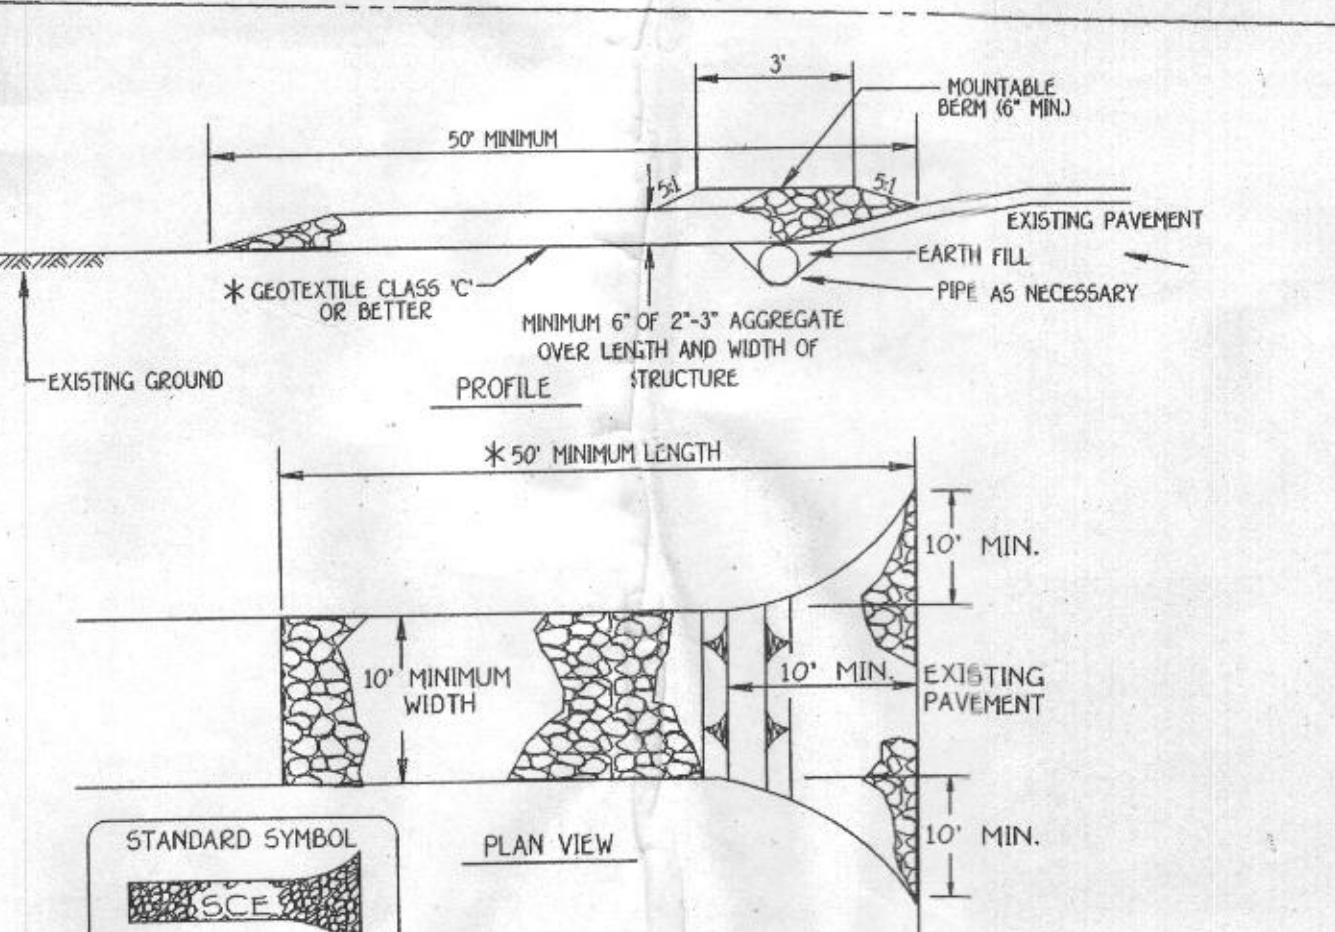 3'
MOUNTABLE
BERM (6" MIN.)
50' MINIMUM
5:1
5:1
EXISTING PAVEMENT
EARTH FILL
* GEOTEXTILE CLASS 'C'
OR BETTER
PIPE AS NECESSARY
MINIMUM 6" OF 2"-3" AGGREGATE
OVER LENGTH AND WIDTH OF
STRUCTURE
EXISTING GROUND
PROFILE
* 50' MINIMUM LENGTH
10' MIN.
10' MINIMUM
WIDTH
10' MIN.
EXISTING
PAVEMENT
10' MIN.
STANDARD SYMBOL
SCE
PLAN VIEW